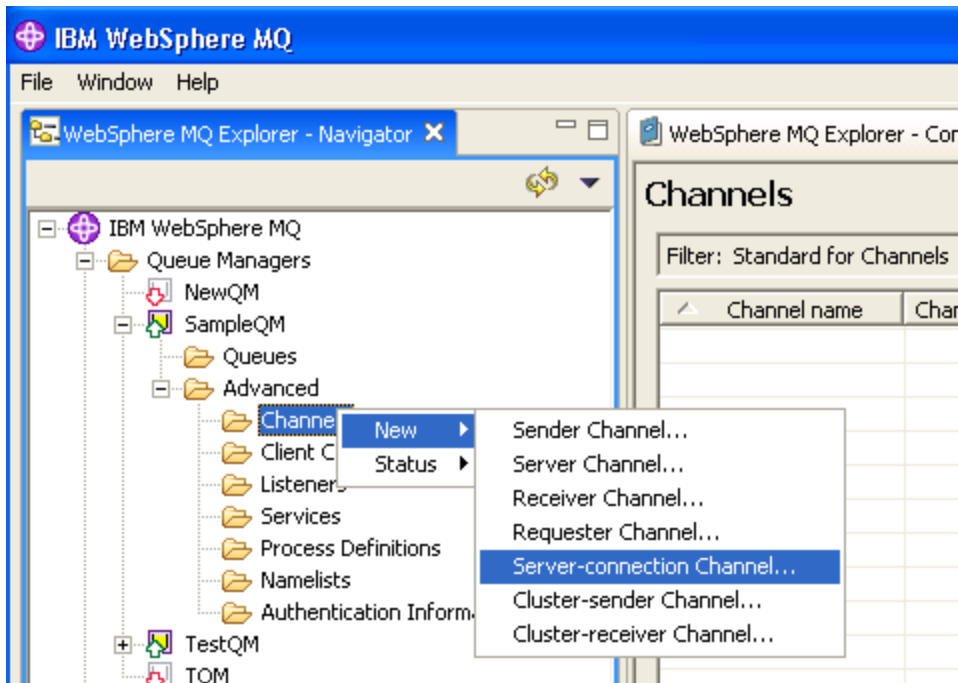 IBM WebSphere MQ
File Window Help
WebSphere MQ Explorer - Navigator
WebSphere MQ Explorer - Con
Channels
IBM WebSphere MQ
Queue Managers
Filter: Standard for Channels
NewQM
Channel name Char
SampleQM
Queues
Advanced
Channe
New
Sender Channel...
Client C
Status
Server Channel...
Listeners
Receiver Channel...
Services
Requester Channel...
Process Definitions
Server-connection Channel...
Namelists
Cluster-sender Channel...
Authentication Inform
Cluster-receiver Channel...
TestQM
TOM